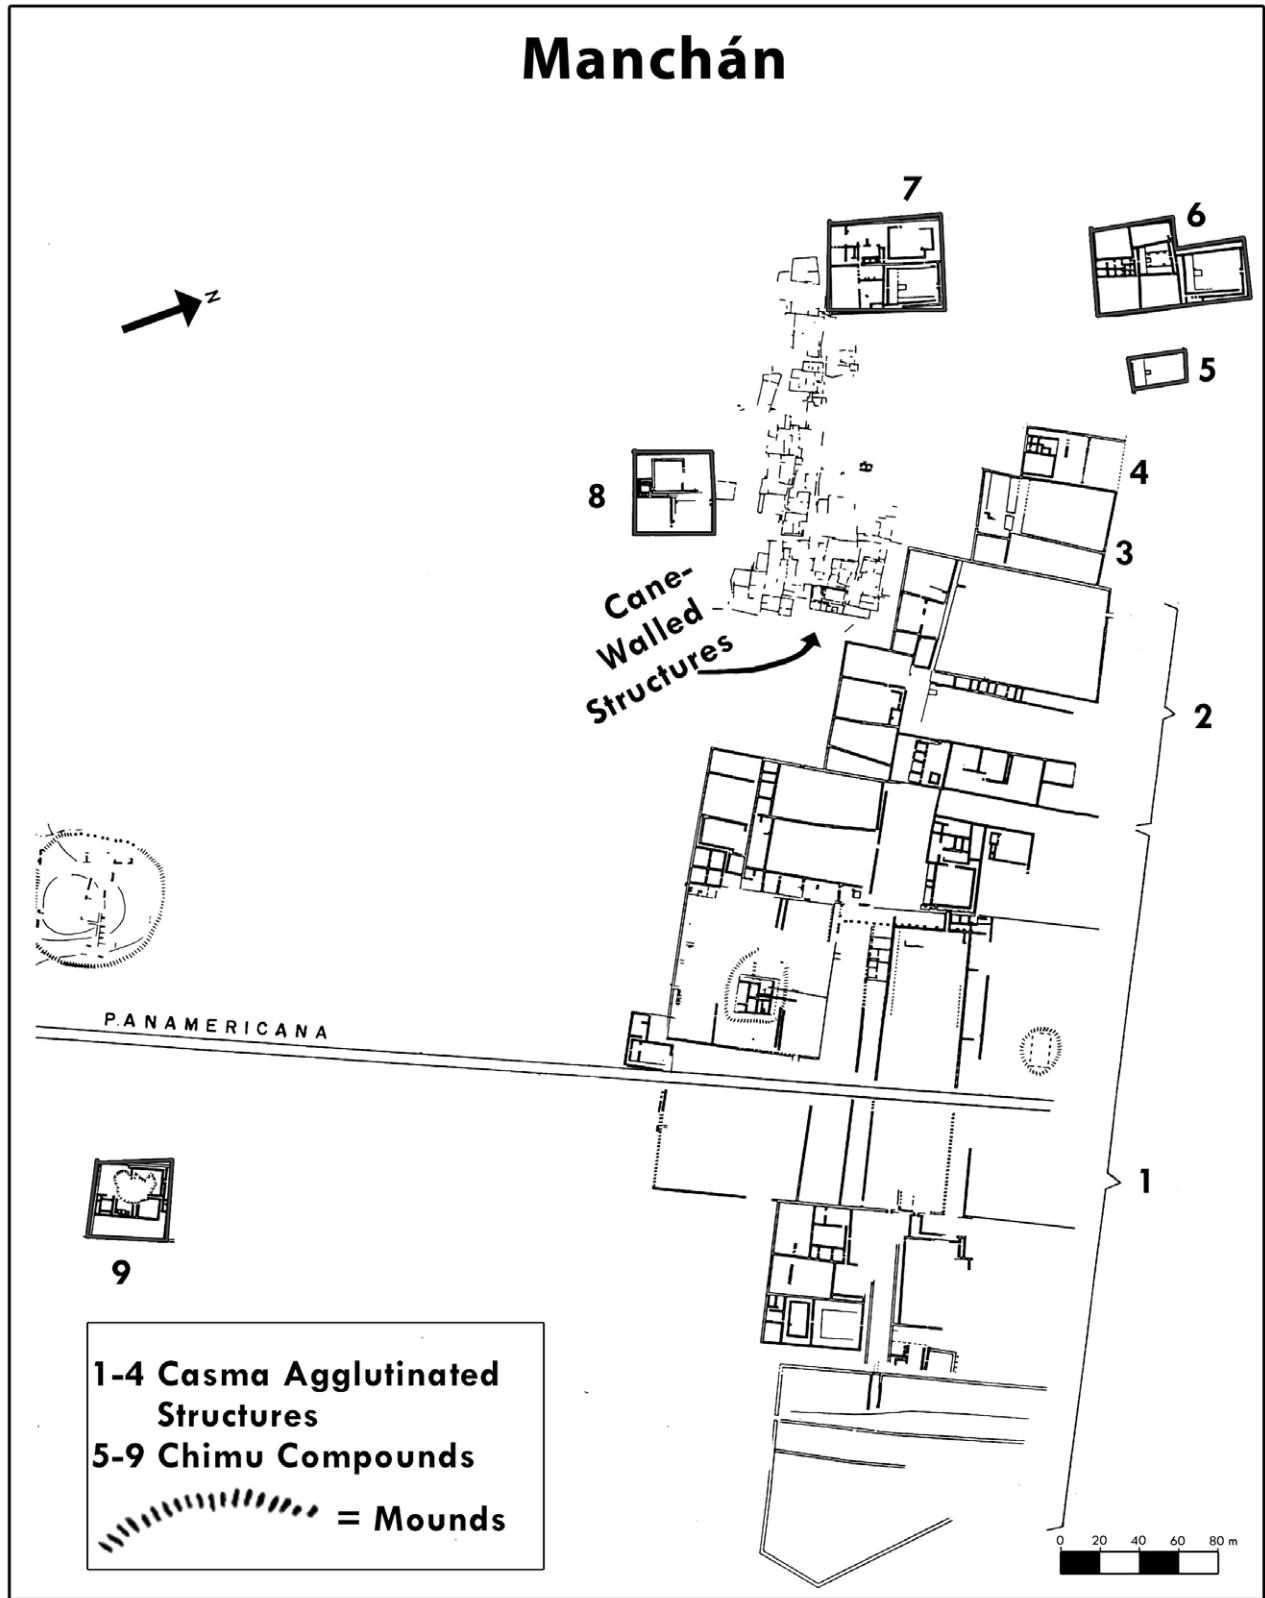 Manchán
7
6
N
5
4
8
3
Cane-
Walled
Structures
2
P.ANAMERICANA
1
9
1-4 Casma Agglutinated
Structures
5-9 Chimu Compounds
= Mounds
0 20 40 60 80 m